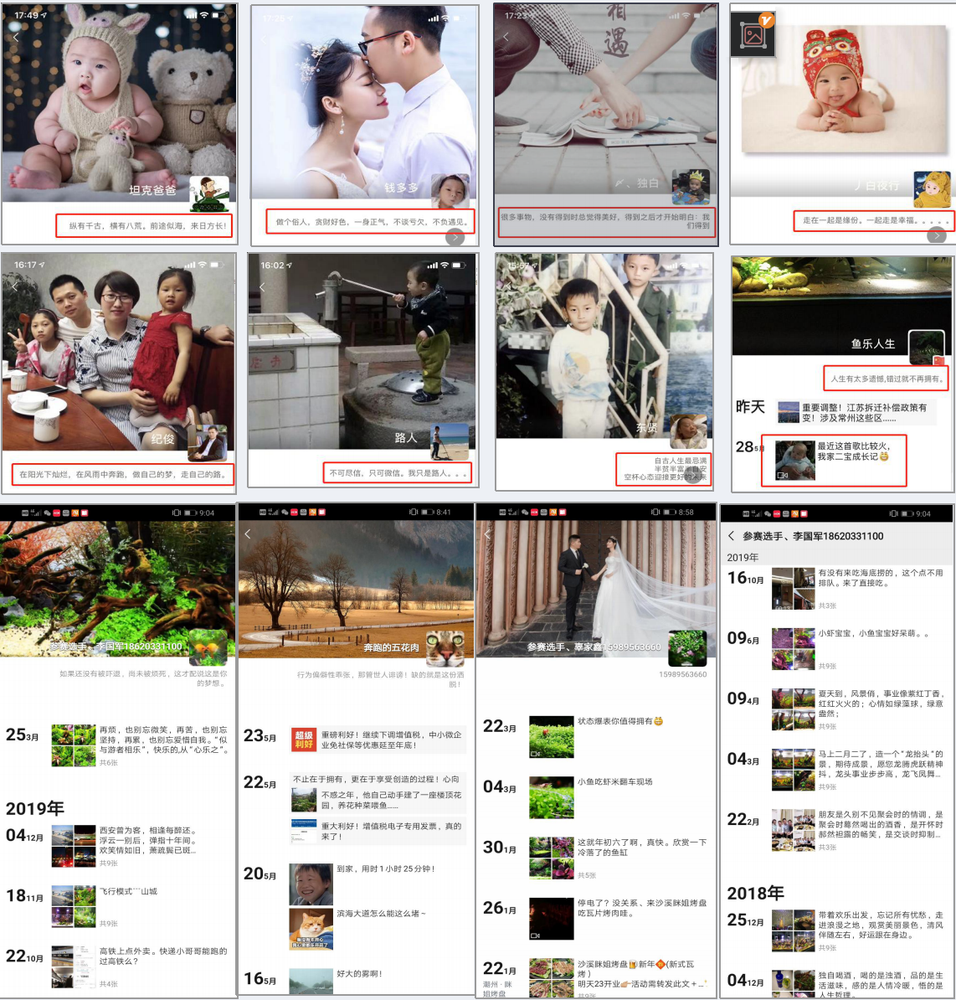 17:49
坦克爸爸
纵有千古，横有八荒。前途似海，来日方长！
钱多多
做个俗人，贪财好色，一身正气，不谈亏欠，不负遇见。
17:23
相遇
、独白
很多事物，没有得到时总觉得美好，得到之后才开始明白：我
们得到
白夜行
走在一起是缘份。一起走是幸福。。。。。
16:17
纪俊
在阳光下灿烂，在风雨中奔跑，做自己的梦，走自己的路。
16:02
路人
不可尽信，只可微信。我只是路人。。。
15:57
东贤
自古人生最忌满
半贫半富半自安
空杯心态迎接更好的未来
鱼乐人生
人生有太多遗憾,错过就不再拥有。
昨天
重要调整！江苏拆迁补偿政策有
变！涉及常州这些区……
28 5月
最近这首歌比较火，
我家二宝成长记😄
9:04
参赛选手、李国军18620331100
如果还没有被吓退，尚未被烦死，这才配说这是你
的梦想。
25 3月
再烦，也别忘微笑，再苦，也别忘
坚持，再累，也别忘爱惜自我。“似
与游者相乐”，快乐的,从“心乐之”。
共6张
2019年
04 12月
西安曾为客，相逢每醉还。
浮云一别后，弹指十年间。
欢笑情如旧，萧疏鬓已斑...
共9张
18 11月
飞行模式```山城
共9张
22 10月
高铁上点外卖。快递小哥哥能跑的
过高铁么？
共4张
8:41
奔跑的五花肉
行为偏僻性乖张，那管世人诽谤！缺的就是这份洒
脱！
23 5月
超级
利好
重磅利好！继续下调增值税，中小微企
业免社保等优惠延至年底！
22 5月
不止在于拥有，更在于享受创造的过程！心向
不惑之年，他自己动手建了一座楼顶花
园，养花种菜喂鱼……
重大利好！增值税电子专用发票，真的
来了！
20 5月
到家，用时1小时25分钟！
滨海大道怎么能这么堵～
16 5月
好大的雾啊！
8:58
参赛选手、辜家鑫15989563660
15989563660
22 3月
状态爆表你值得拥有😄
04 3月
小鱼吃虾米翻车现场
30 1月
这就年初六了啊，真快。欣赏一下
冷落了的鱼缸
共5张
26 1月
停电了？没关系、来沙溪眯姐烤盘
吃瓦片烤肉哇。
22 1月
潮州·眯
姐烤盘
沙溪眯姐烤盘🍻新年(新式瓦
烤）
明天23开业👉活动需转发此文+...
共9张
9:04
参赛选手、李国军18620331100
2019年
16 10月
有没有来吃海底捞的，这个点不用
排队。来了直接吃。
共3张
09 6月
小虾宝宝，小鱼宝宝好呆萌。。
共9张
09 4月
夏天到，风景俏，事业像紫红丁香，
红红火火的；心情如绿藻球，绿意
盎然；
共9张
04 3月
马上二月二了，造一个“龙抬头”的
景，期待成景，愿您龙腾虎跃精神
抖，龙头事业步步高，龙飞凤舞...
共9张
22 2月
朋友是久别不见聚会时的情调，是
聚会时蓦然喝出的酒香，是开怀时
郝然袒露的畅笑，是交谈时抑制...
共3张
2018年
25 12月
带着欢乐出发，忘记所有忧愁，走
进浪漫之地，观赏美丽景色，清风
伴随左右，好运跟在身边。
共9张
04 12月
独自喝酒，喝的是浊酒，品的是生
活滋味，感的是人情冷暖，悟的是
人生哲理。